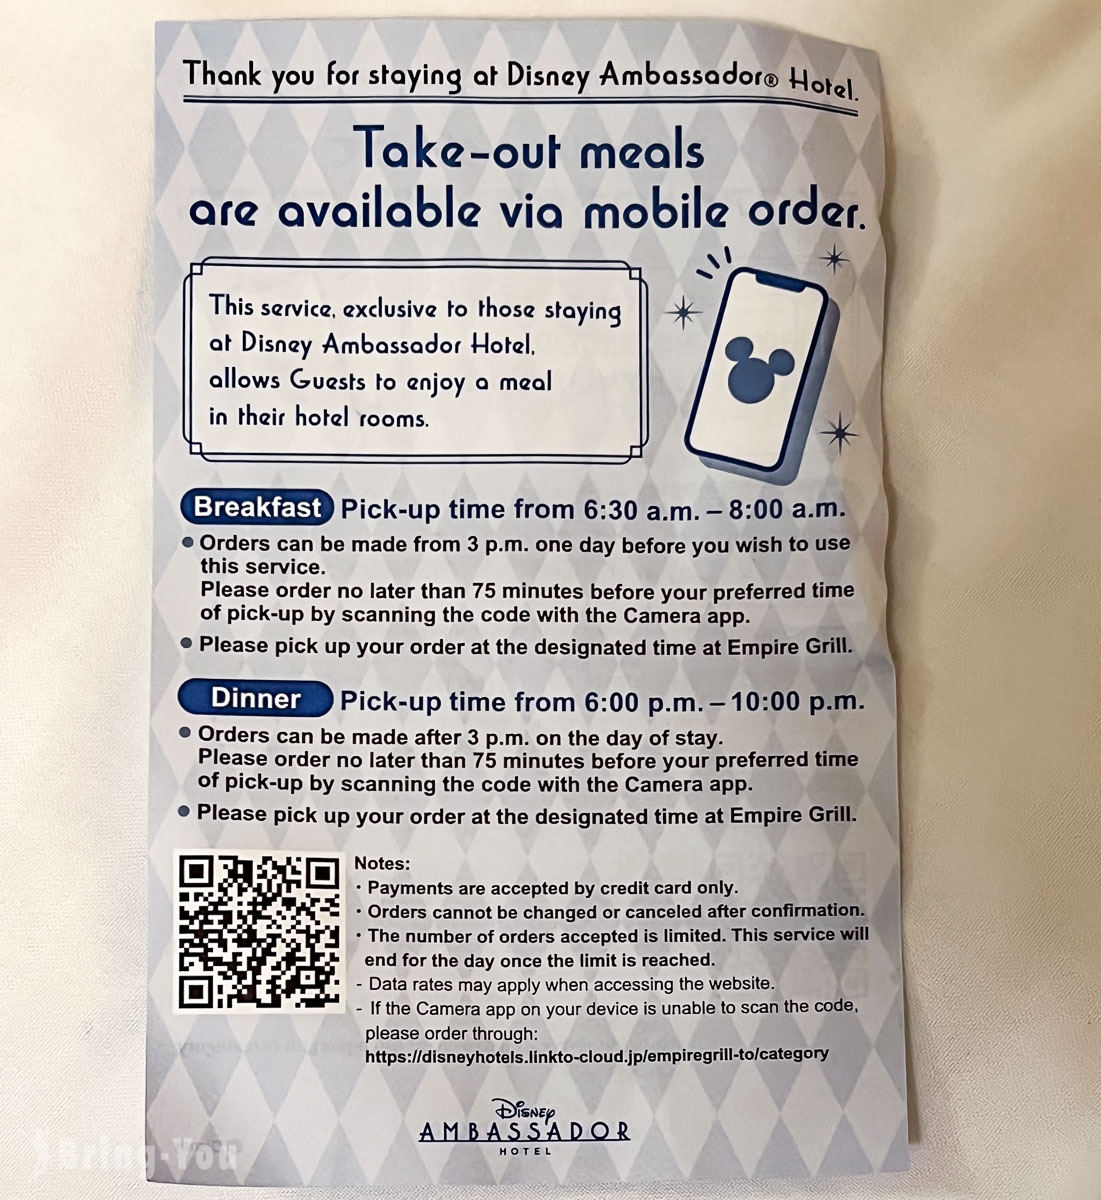 Thank you for staying at Disney Ambassador® Hotel.
Take-out meals
are available via mobile order.
This service, exclusive to those staying
at Disney Ambassador Hotel,
allows Guests to enjoy a meal
in their hotel rooms.
Breakfast Pick-up time from 6:30 a.m. – 8:00 a.m.
● Orders can be made from 3 p.m. one day before you wish to use
this service.
Please order no later than 75 minutes before your preferred time
of pick-up by scanning the code with the Camera app.
● Please pick up your order at the designated time at Empire Grill.
Dinner Pick-up time from 6:00 p.m. – 10:00 p.m.
● Orders can be made after 3 p.m. on the day of stay.
Please order no later than 75 minutes before your preferred time
of pick-up by scanning the code with the Camera app.
● Please pick up your order at the designated time at Empire Grill.
Notes:
・Payments are accepted by credit card only.
・Orders cannot be changed or canceled after confirmation.
・The number of orders accepted is limited. This service will
end for the day once the limit is reached.
- Data rates may apply when accessing the website.
- If the Camera app on your device is unable to scan the code,
please order through:
https://disneyhotels.linkto-cloud.jp/empiregrill-to/category
Disney
AMBASSADOR
HOTEL
Bring-You